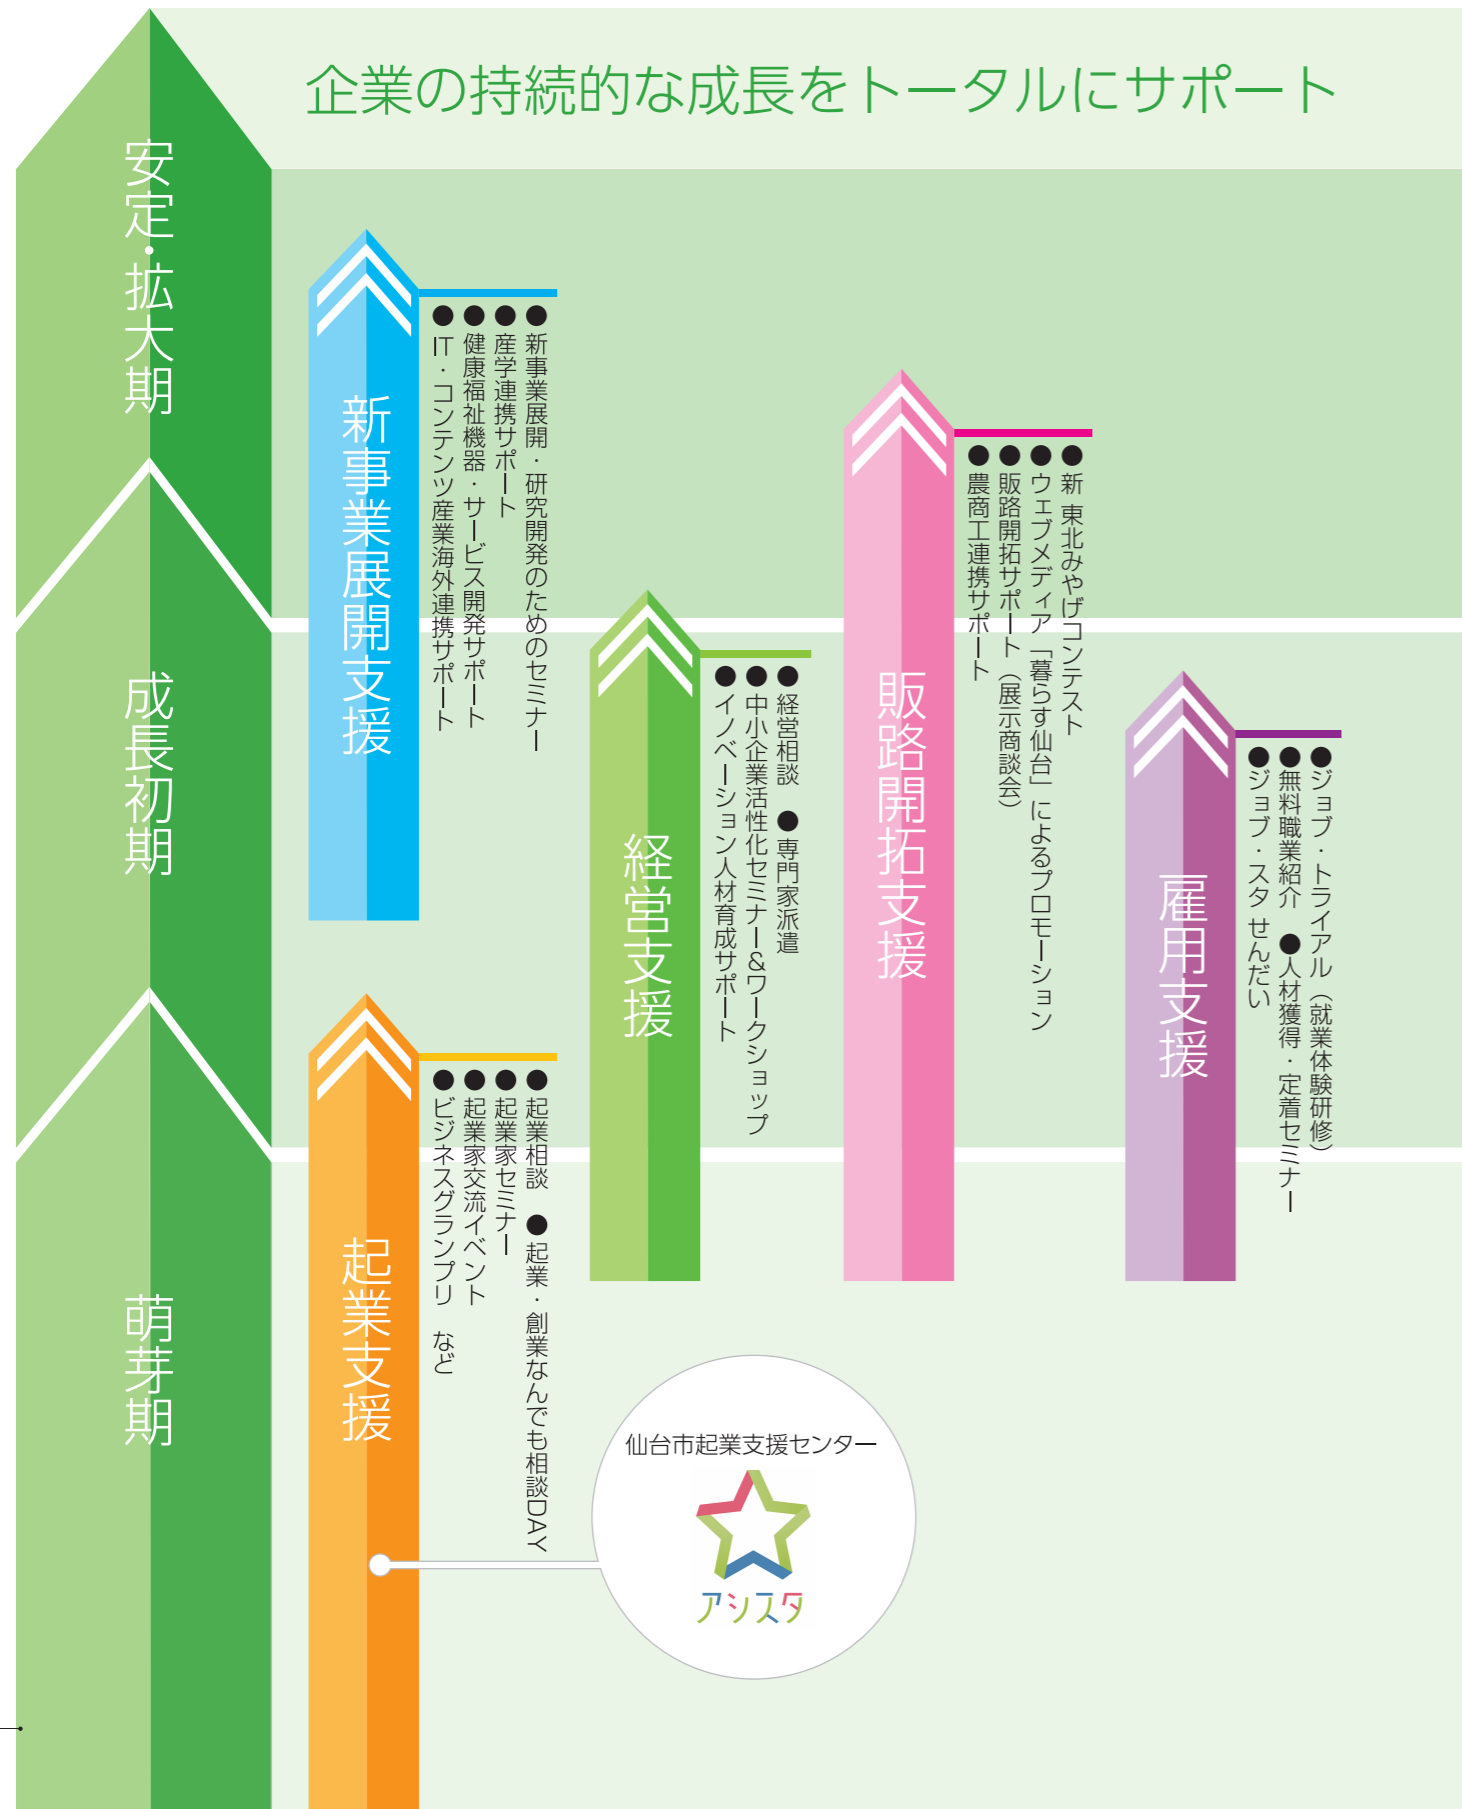 企業の持続的な成長をトータルにサポート
安定・拡大期
成長初期
萌芽期
新事業展開支援
●新事業展開・研究開発のためのセミナー
●産学連携サポート
●健康福祉機器・サービス開発サポート
●IT・コンテンツ産業海外連携サポート
起業支援
●起業相談 ●起業・創業なんでも相談DAY
●起業家セミナー
●起業家交流イベント
●ビジネスグランプリ など
経営支援
●経営相談 ●専門家派遣
●中小企業活性化セミナー&ワークショップ
●イノベーション人材育成サポート
販路開拓支援
●新 東北みやげコンテスト
●ウェブメディア「暮らす仙台」によるプロモーション
●販路開拓サポート（展示商談会）
●農商工連携サポート
雇用支援
●ジョブ・トライアル（就業体験研修）
●無料職業紹介 ●人材獲得・定着セミナー
●ジョブ・スタ せんだい
仙台市起業支援センター
アシスタ